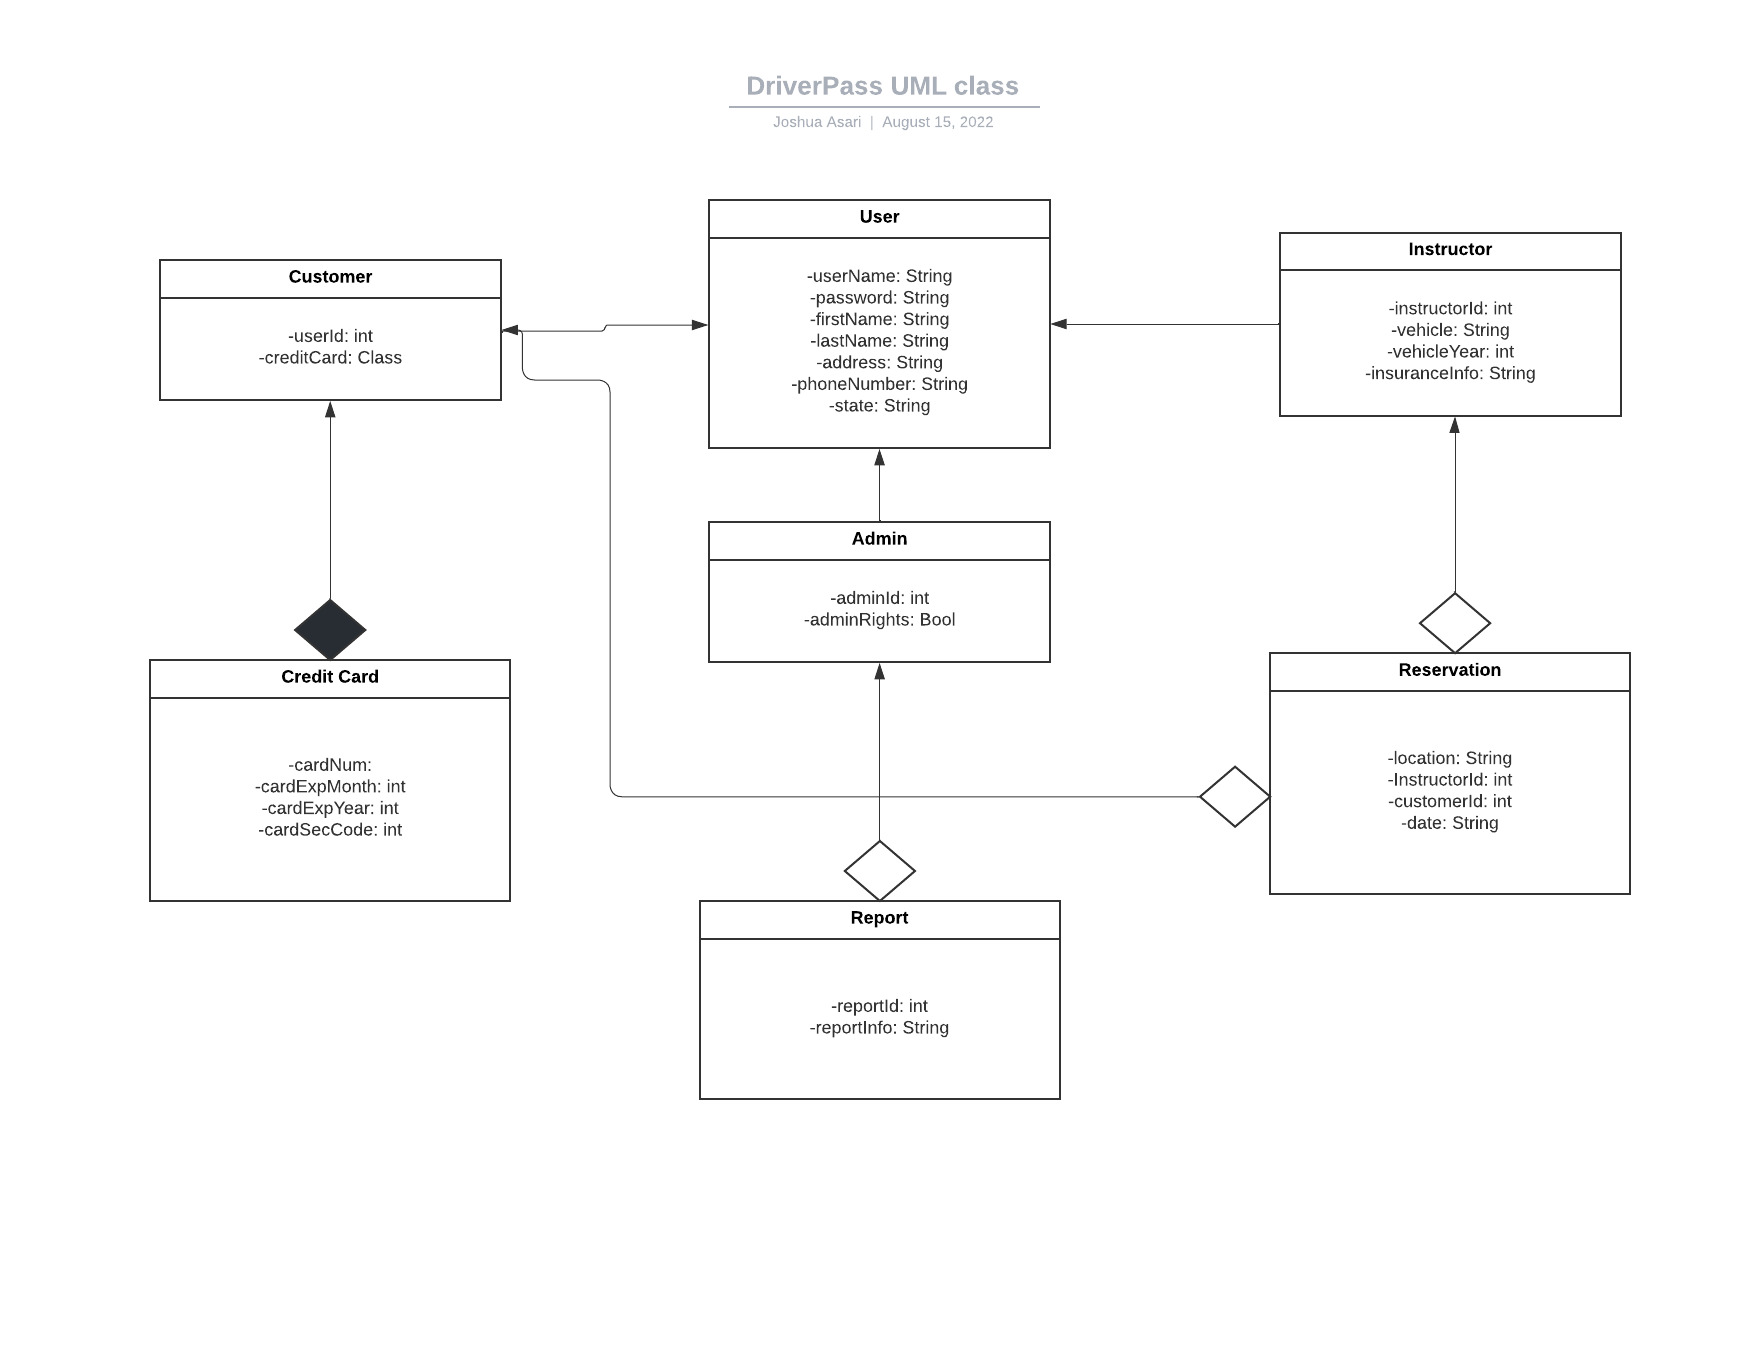 DriverPass UML class
Joshua Asari | August 15, 2022
User
-userName: String
-password: String
-firstName: String
-lastName: String
-address: String
-phoneNumber: String
-state: String
Customer
-userId: int
-creditCard: Class
Instructor
-instructorId: int
-vehicle: String
-vehicleYear: int
-insuranceInfo: String
Admin
-adminId: int
-adminRights: Bool
Credit Card
-cardNum:
-cardExpMonth: int
-cardExpYear: int
-cardSecCode: int
Reservation
-location: String
-InstructorId: int
-customerId: int
-date: String
Report
-reportId: int
-reportInfo: String